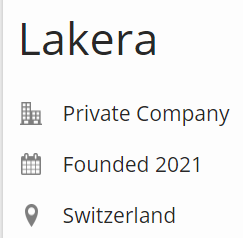 Lakera
Private Company
Founded 2021
Switzerland